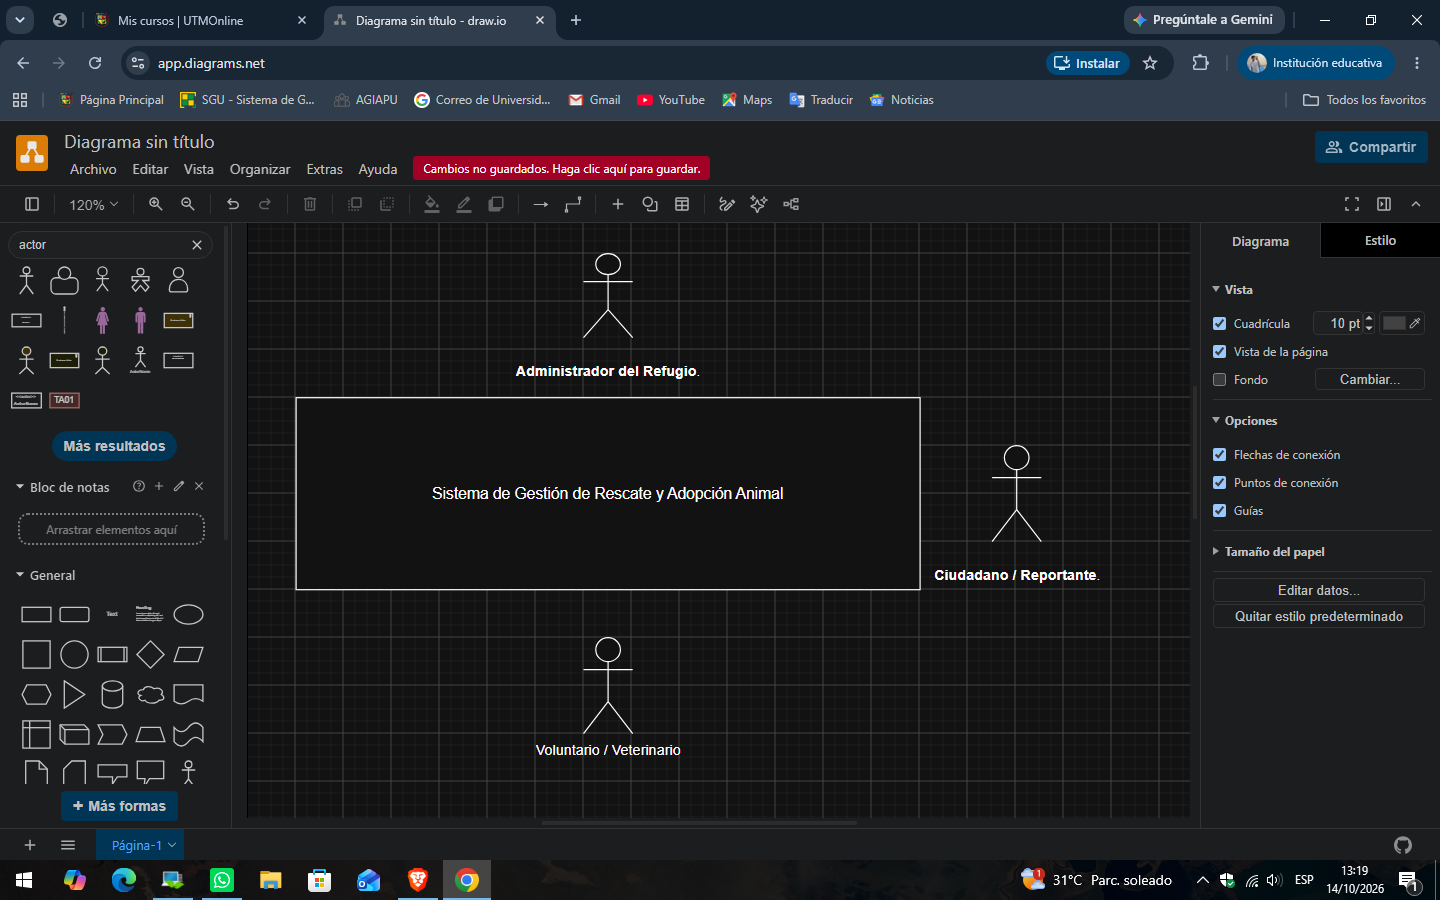 Mis cursos | UTMOnline
Diagrama sin título - draw.io
Pregúntale a Gemini
app.diagrams.net
Instalar
Institución educativa
Página Principal
SGU - Sistema de G...
AGIAPU
Correo de Universid...
Gmail
YouTube
Maps
Traducir
Noticias
Todos los favoritos
Diagrama sin título
Archivo
Editar
Vista
Organizar
Extras
Ayuda
Cambios no guardados. Haga clic aquí para guardar.
Compartir
120%
actor
TA01
Más resultados
Bloc de notas
Arrastrar elementos aquí
General
Text
Heading
+ Más formas
Administrador del Refugio.
Sistema de Gestión de Rescate y Adopción Animal
Ciudadano / Reportante.
Voluntario / Veterinario
Diagrama
Estilo
Vista
Cuadrícula
10 pt
Vista de la página
Fondo
Cambiar...
Opciones
Flechas de conexión
Puntos de conexión
Guías
Tamaño del papel
Editar datos...
Quitar estilo predeterminado
Página-1
1
31°C Parc. soleado
ESP
13:19
14/10/2026
1